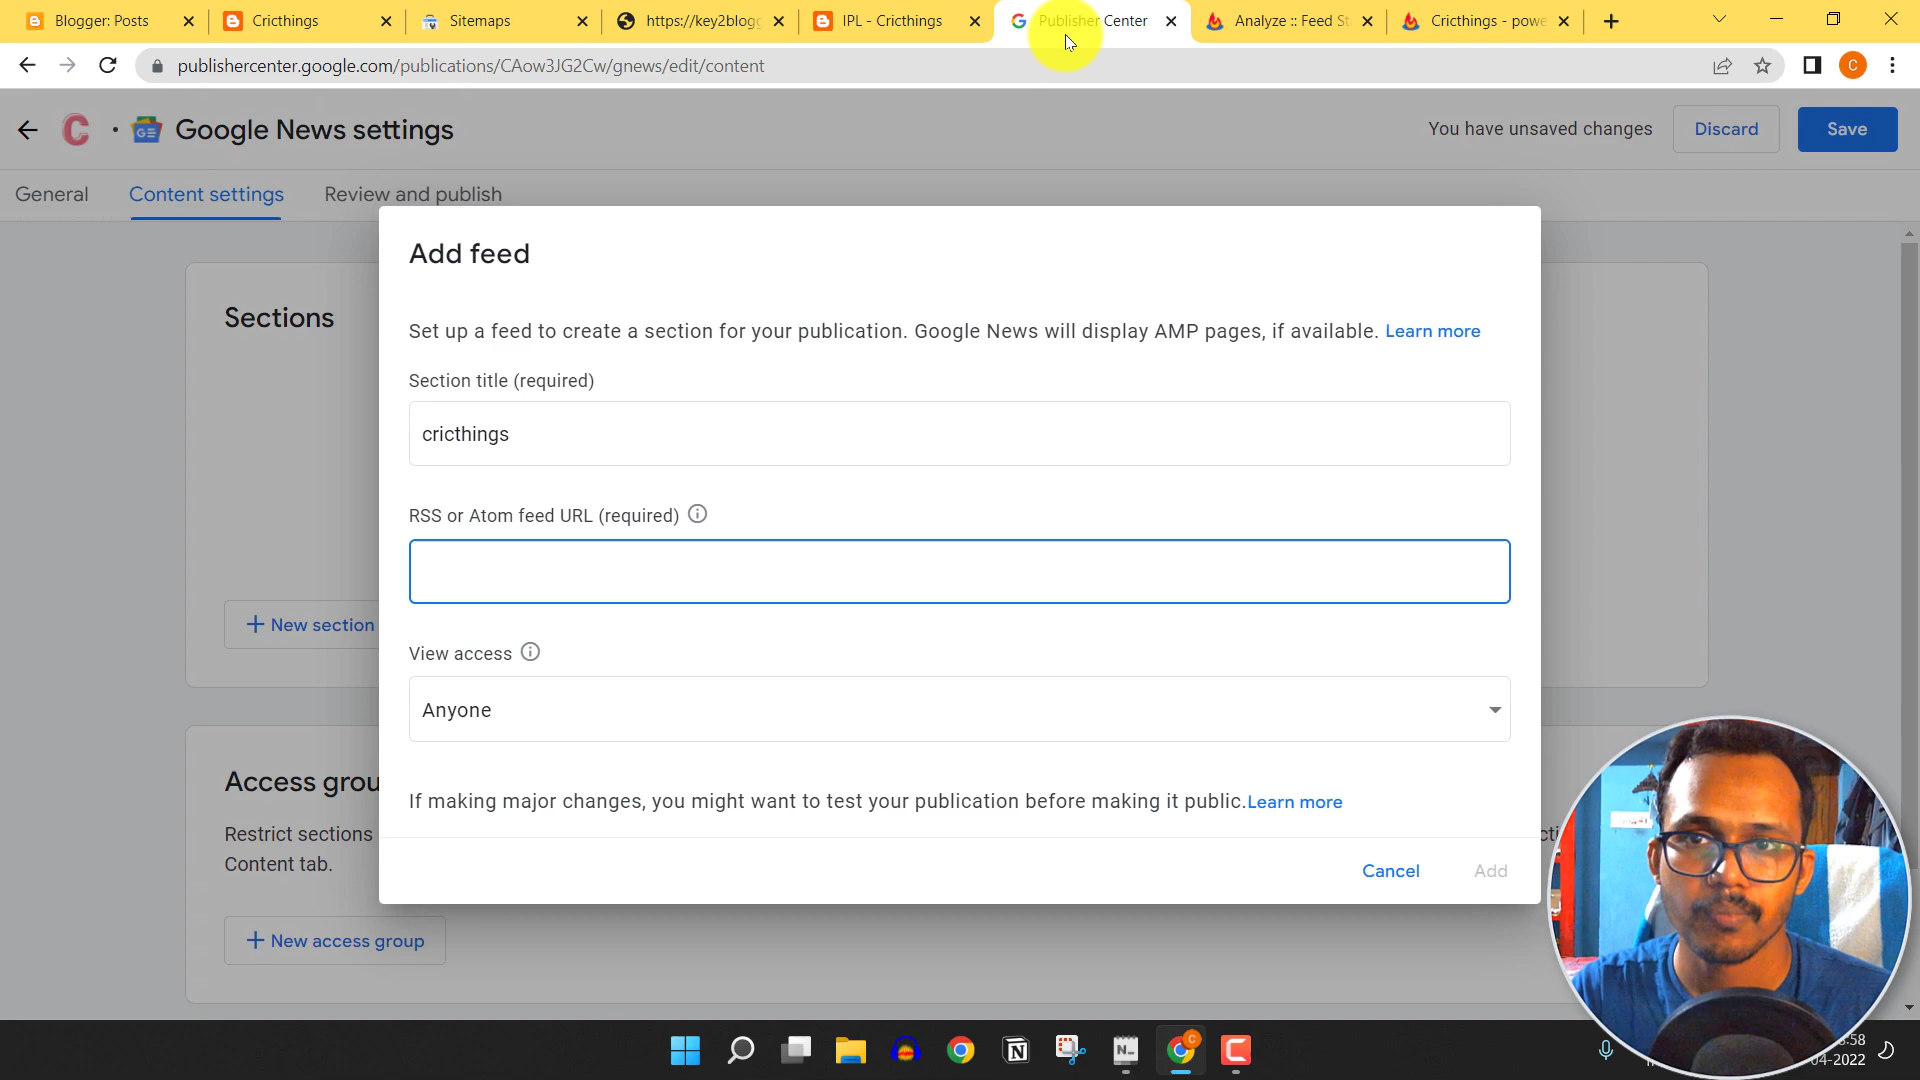 Blogger: Posts
Cricthings
Sitemaps
https://key2blogg
IPL - Cricthings
Publisher Center
Analyze :: Feed St
Cricthings - powe
publishercenter.google.com/publications/CAow3JG2Cw/gnews/edit/content
C
C
GE
Google News settings
You have unsaved changes
Discard
Save
General
Content settings
Review and publish
Sections
+ New section
Add feed
Set up a feed to create a section for your publication. Google News will display AMP pages, if available. Learn more
Section title (required)
cricthings
RSS or Atom feed URL (required)
View access
Anyone
If making major changes, you might want to test your publication before making it public.Learn more
Cancel
Add
Access grou
Restrict sections
Content tab.
+ New access group
:58
04-2022